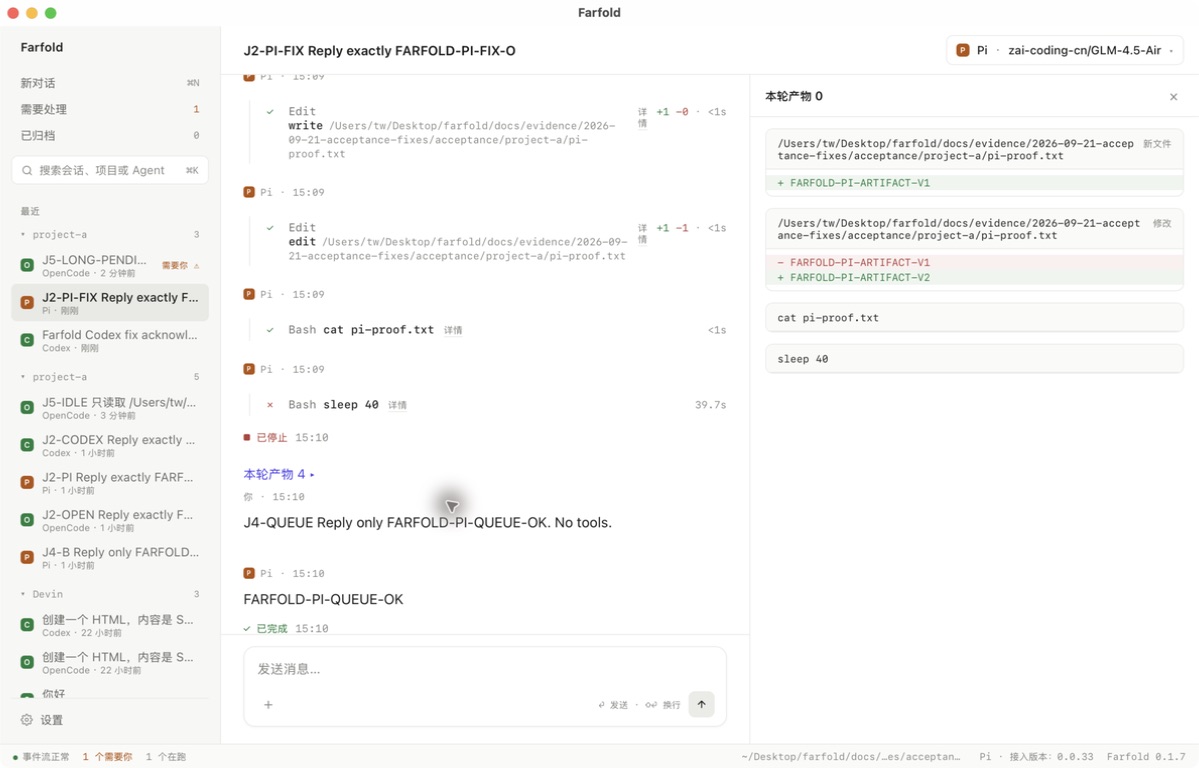 Farfold
Farfold
新对话 ⌘N
需要处理 1
已归档 0
搜索会话、项目或 Agent ⌘K
最近
project-a 3
O J5-LONG-PENDI... 需要你 ⚠
OpenCode · 2 分钟前
P J2-PI-FIX Reply exactly F...
Pi · 刚刚
C Farfold Codex fix acknowl...
Codex · 刚刚
project-a 5
O J5-IDLE 只读取 /Users/tw/...
OpenCode · 3 分钟前
C J2-CODEX Reply exactly ...
Codex · 1 小时前
P J2-PI Reply exactly FARF...
Pi · 1 小时前
O J2-OPEN Reply exactly F...
OpenCode · 1 小时前
P J4-B Reply only FARFOLD...
Pi · 1 小时前
Devin 3
C 创建一个 HTML，内容是 S...
Codex · 22 小时前
O 创建一个 HTML，内容是 S...
OpenCode · 22 小时前
你好
设置
J2-PI-FIX Reply exactly FARFOLD-PI-FIX-O
P Pi · zai-coding-cn/GLM-4.5-Air
P Pi · 15:09
✓ Edit 详情 +1 −0 · <1s
write /Users/tw/Desktop/farfold/docs/evidence/2026-
09-21-acceptance-fixes/acceptance/project-a/pi-
proof.txt
P Pi · 15:09
✓ Edit 详情 +1 −1 · <1s
edit /Users/tw/Desktop/farfold/docs/evidence/2026-09-
21-acceptance-fixes/acceptance/project-a/pi-proof.txt
P Pi · 15:09
✓ Bash cat pi-proof.txt 详情 <1s
P Pi · 15:09
× Bash sleep 40 详情 39.7s
已停止 15:10
本轮产物 4 ▸
你 · 15:10
J4-QUEUE Reply only FARFOLD-PI-QUEUE-OK. No tools.
P Pi · 15:10
FARFOLD-PI-QUEUE-OK
✓ 已完成 15:10
发送消息...
+ 发送 · 换行
本轮产物 0 ×
/Users/tw/Desktop/farfold/docs/evidence/2026-09-21-accep 新文件
tance-fixes/acceptance/project-a/pi-proof.txt
+ FARFOLD-PI-ARTIFACT-V1
/Users/tw/Desktop/farfold/docs/evidence/2026-09-21-accept 修改
ance-fixes/acceptance/project-a/pi-proof.txt
− FARFOLD-PI-ARTIFACT-V1
+ FARFOLD-PI-ARTIFACT-V2
cat pi-proof.txt
sleep 40
事件流正常 1 个需要你 1 个在跑
~/Desktop/farfold/docs/…es/acceptan… Pi · 接入版本: 0.0.33 Farfold 0.1.7